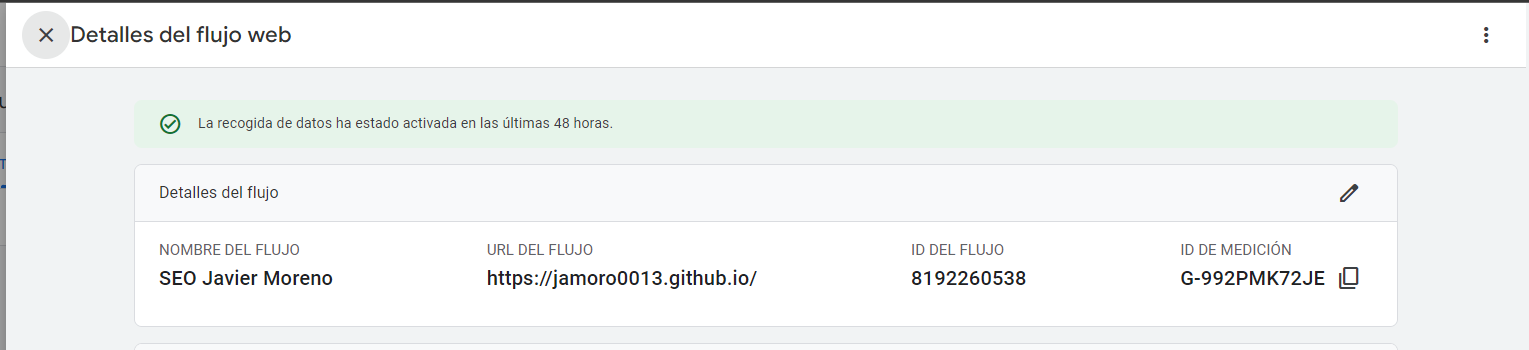 Detalles del flujo web
La recogida de datos ha estado activada en las últimas 48 horas.
Detalles del flujo
NOMBRE DEL FLUJO URL DEL FLUJO ID DEL FLUJO ID DE MEDICIÓN
SEO Javier Moreno https://jamoro0013.github.io/ 8192260538 G-992PMK72JE